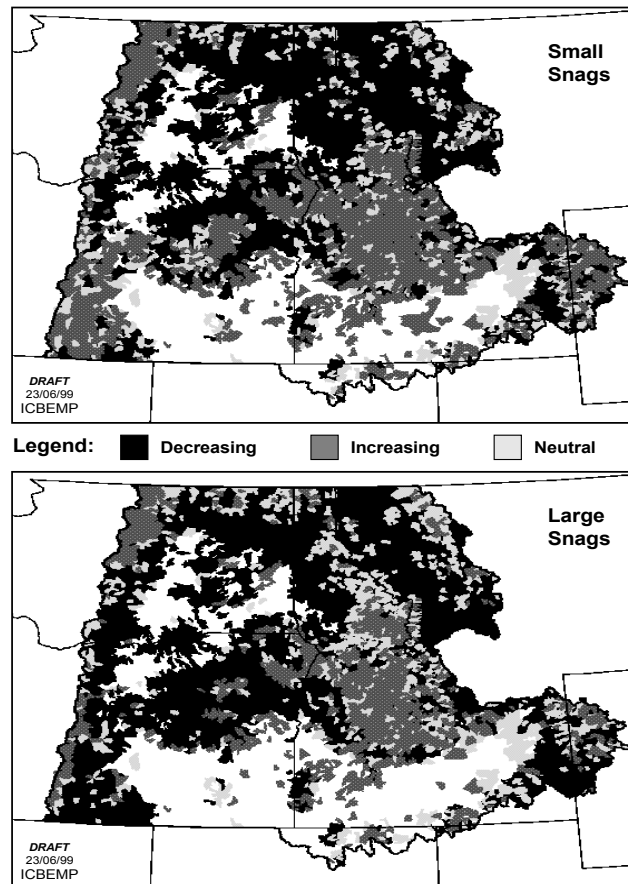 Small
Snags
DRAFT
23/06/99
ICBEMP
Legend: Decreasing Increasing Neutral
Large
Snags
DRAFT
23/06/99
ICBEMP